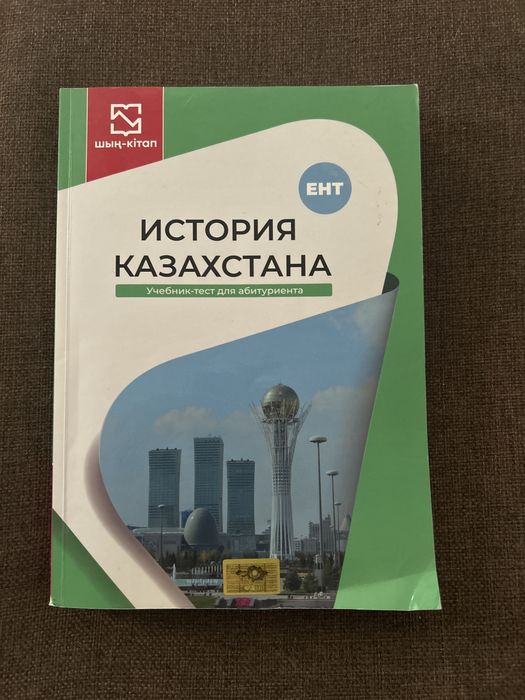 шың-кітап
ЕНТ
ИСТОРИЯ
КАЗАХСТАНА
Учебник-тест для абитуриента